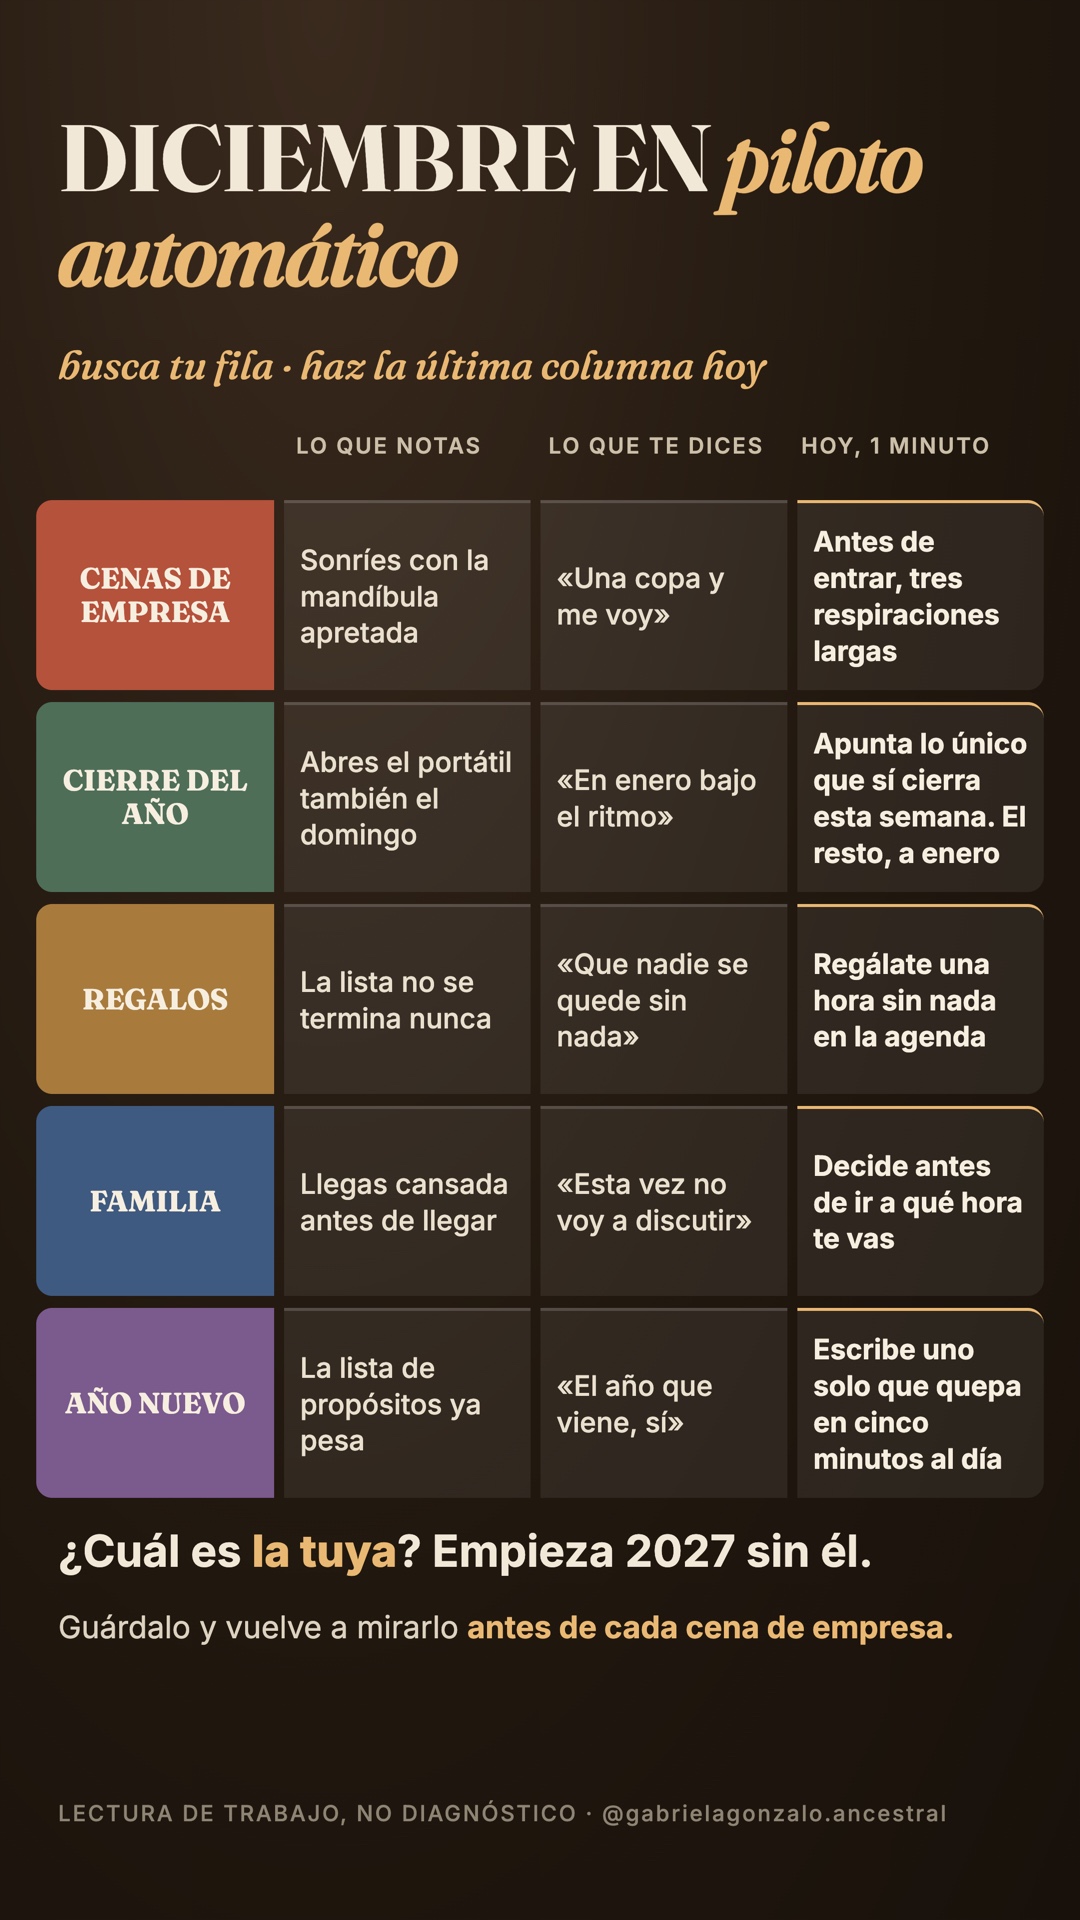 DICIEMBRE EN piloto
automático
busca tu fila · haz la última columna hoy
LO QUE NOTAS LO QUE TE DICES HOY, 1 MINUTO
CENAS DE
EMPRESA
Sonríes con la
mandíbula
apretada
«Una copa y
me voy»
Antes de
entrar, tres
respiraciones
largas
CIERRE DEL
AÑO
Abres el portátil
también el
domingo
«En enero bajo
el ritmo»
Apunta lo único
que sí cierra
esta semana. El
resto, a enero
REGALOS
La lista no se
termina nunca
«Que nadie se
quede sin
nada»
Regálate una
hora sin nada
en la agenda
FAMILIA
Llegas cansada
antes de llegar
«Esta vez no
voy a discutir»
Decide antes
de ir a qué hora
te vas
AÑO NUEVO
La lista de
propósitos ya
pesa
«El año que
viene, sí»
Escribe uno
solo que quepa
en cinco
minutos al día
¿Cuál es la tuya? Empieza 2027 sin él.
Guárdalo y vuelve a mirarlo antes de cada cena de empresa.
LECTURA DE TRABAJO, NO DIAGNÓSTICO · @gabrielagonzalo.ancestral